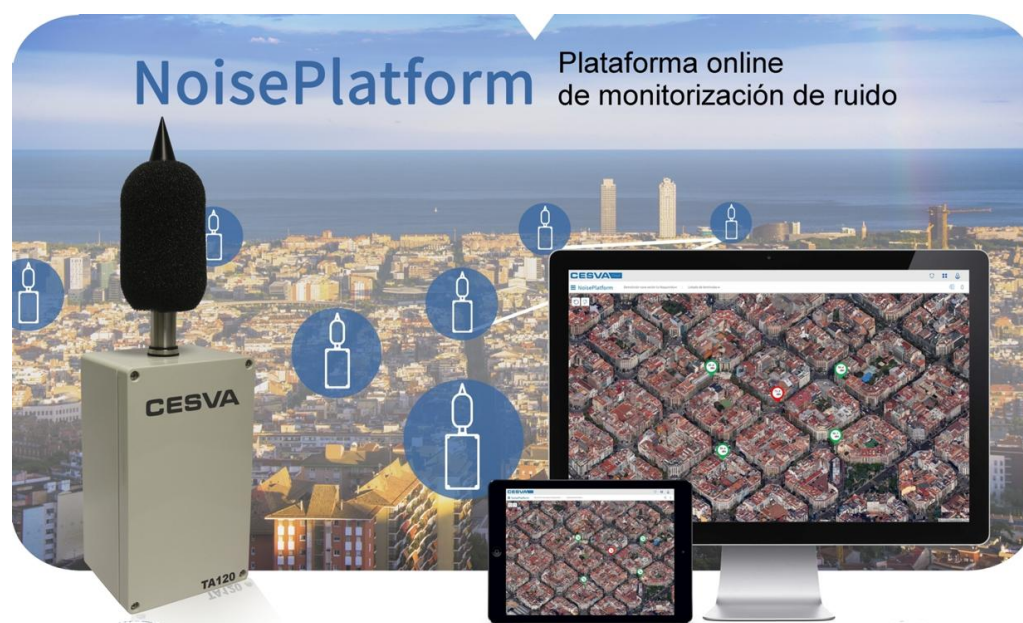 NoisePlatform
Plataforma online
de monitorización de ruido
CESVA
TA120
CESVA
NoisePlatform
CESVA